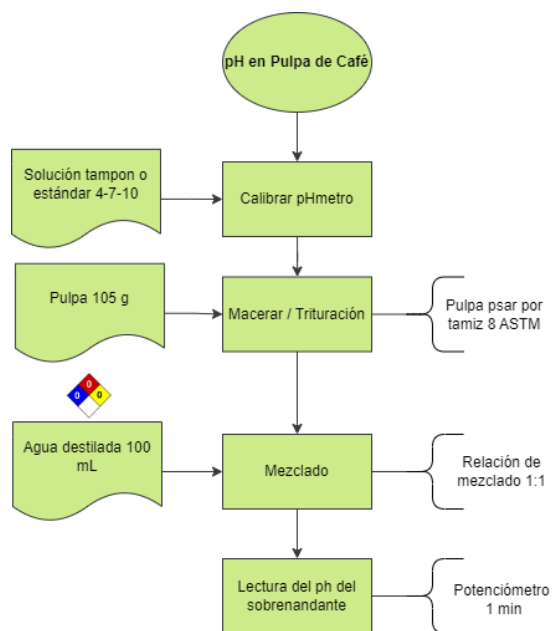 pH en Pulpa de Café
Solución tampon o
estándar 4-7-10
Calibrar pHmetro
Pulpa 105 g
Macerar / Trituración
Pulpa psar por
tamiz 8 ASTM
0
0
0
Agua destilada 100
mL
Mezclado
Relación de
mezclado 1:1
Lectura del ph del
sobrenandante
Potenciómetro
1 min